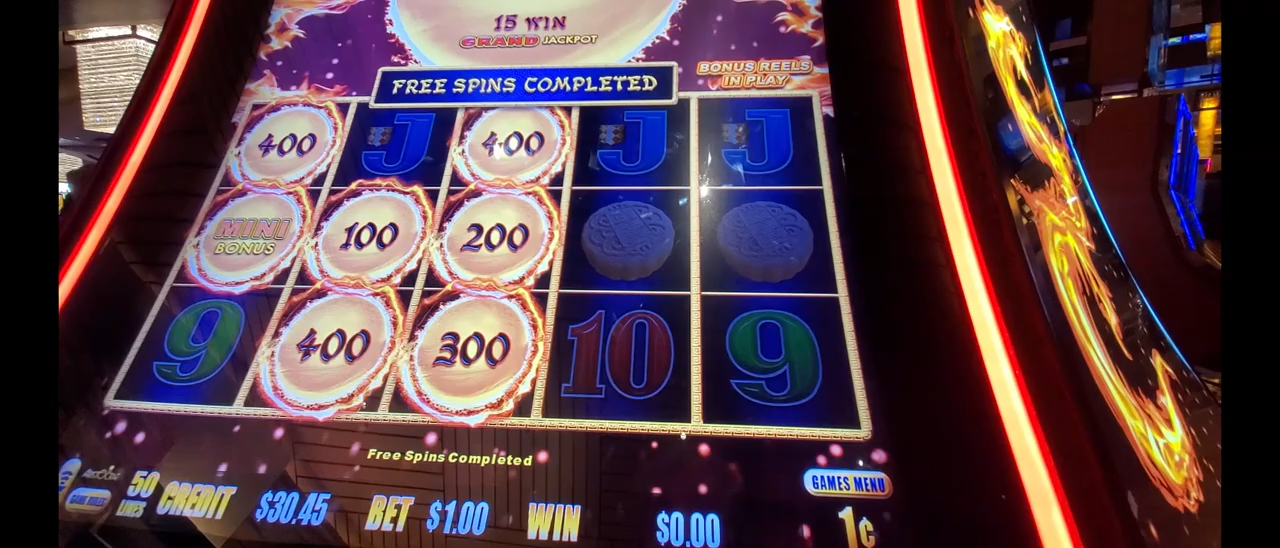 15 WIN
GRAND JACKPOT
FREE SPINS COMPLETED
BONUS REELS
IN PLAY
400 J 400 J J
MINI
BONUS
100 200
9 400 300 10 9
Free Spins Completed
50
LINES
CREDIT $30.45 BET $1.00 WIN $0.00
GAMES MENU
1¢